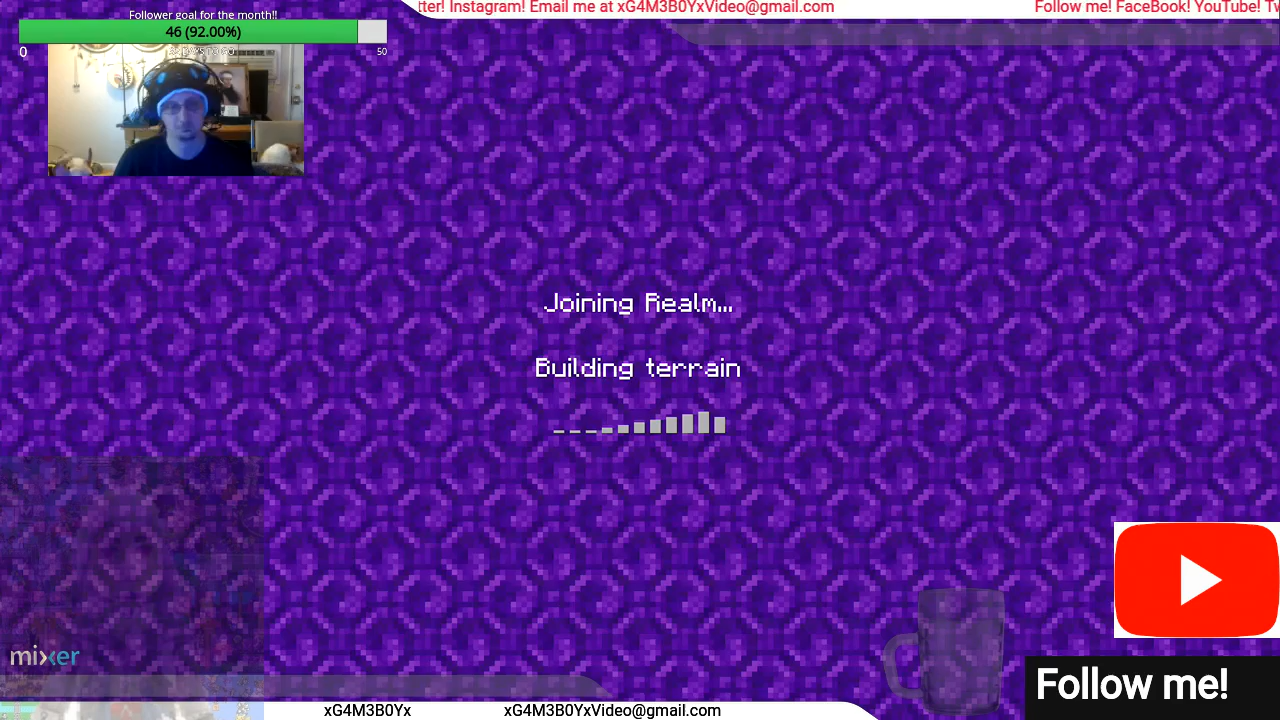 tter! Instagram! Email me at xG4M3B0YxVideo@gmail.com
Follow me! FaceBook! YouTube! Tw
Follower goal for the month!!
46 (92.00%)
0
50
Joining Realm...
Building terrain
mixer
Follow me!
xG4M3B0Yx
xG4M3B0YxVideo@gmail.com